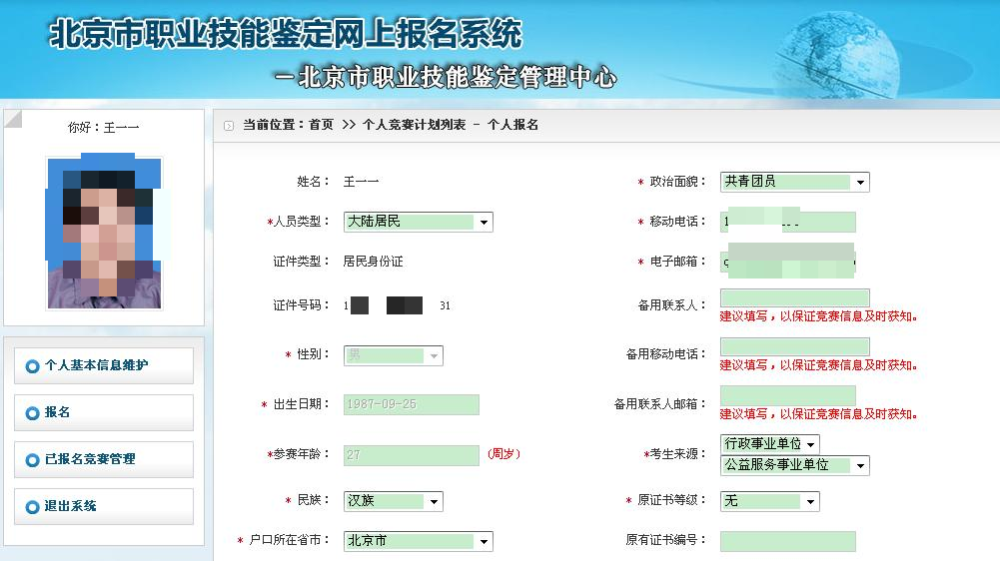 北京市职业技能鉴定网上报名系统
—北京市职业技能鉴定管理中心
你好：王一一
当前位置：首页 >> 个人竞赛计划列表 - 个人报名
姓名： 王一一
* 政治面貌： 共青团员
*人员类型： 大陆居民
* 移动电话： 1
证件类型： 居民身份证
* 电子邮箱：
证件号码： 1 31
备用联系人：
建议填写，以保证竞赛信息及时获知。
* 性别： 男
备用移动电话：
建议填写，以保证竞赛信息及时获知。
* 出生日期： 1987-09-25
备用联系人邮箱：
建议填写，以保证竞赛信息及时获知。
*参赛年龄： 27 (周岁)
*考生来源： 行政事业单位
公益服务事业单位
* 民族： 汉族
* 原证书等级： 无
* 户口所在省市： 北京市
原有证书编号：
个人基本信息维护
报名
已报名竞赛管理
退出系统